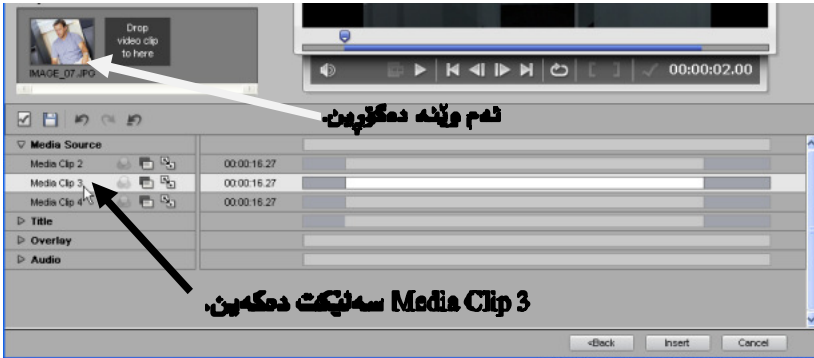 Drop
video clip
to here
IMAGE_07.JPG
00:00:02.00
ئەم وێنە دەگۆڕین.
Media Source
Media Clip 2 00:00:16.27
Media Clip 3 00:00:16.27
Media Clip 4 00:00:16.27
Title
Overlay
Audio
Media Clip 3 سەلێکت دەکەین.
<Back Insert Cancel